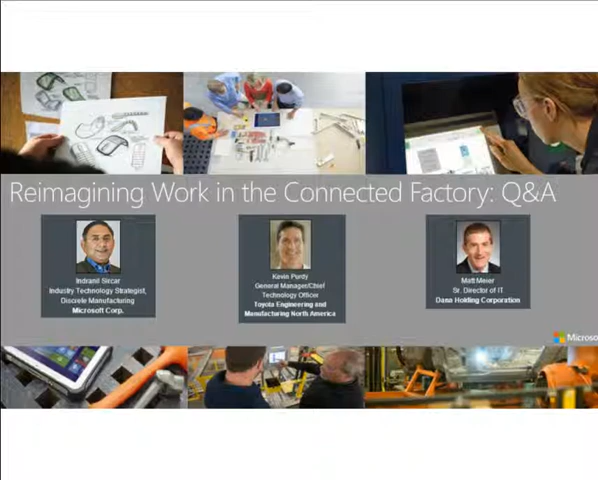 Reimagining Work in the Connected Factory: Q&A
Indranil Sircar
Industry Technology Strategist,
Discrete Manufacturing
Microsoft Corp.
Kevin Purdy
General Manager/Chief
Technology Officer
Toyota Engineering and
Manufacturing North America
Matt Meier
Sr. Director of IT
Dana Holding Corporation
Microso